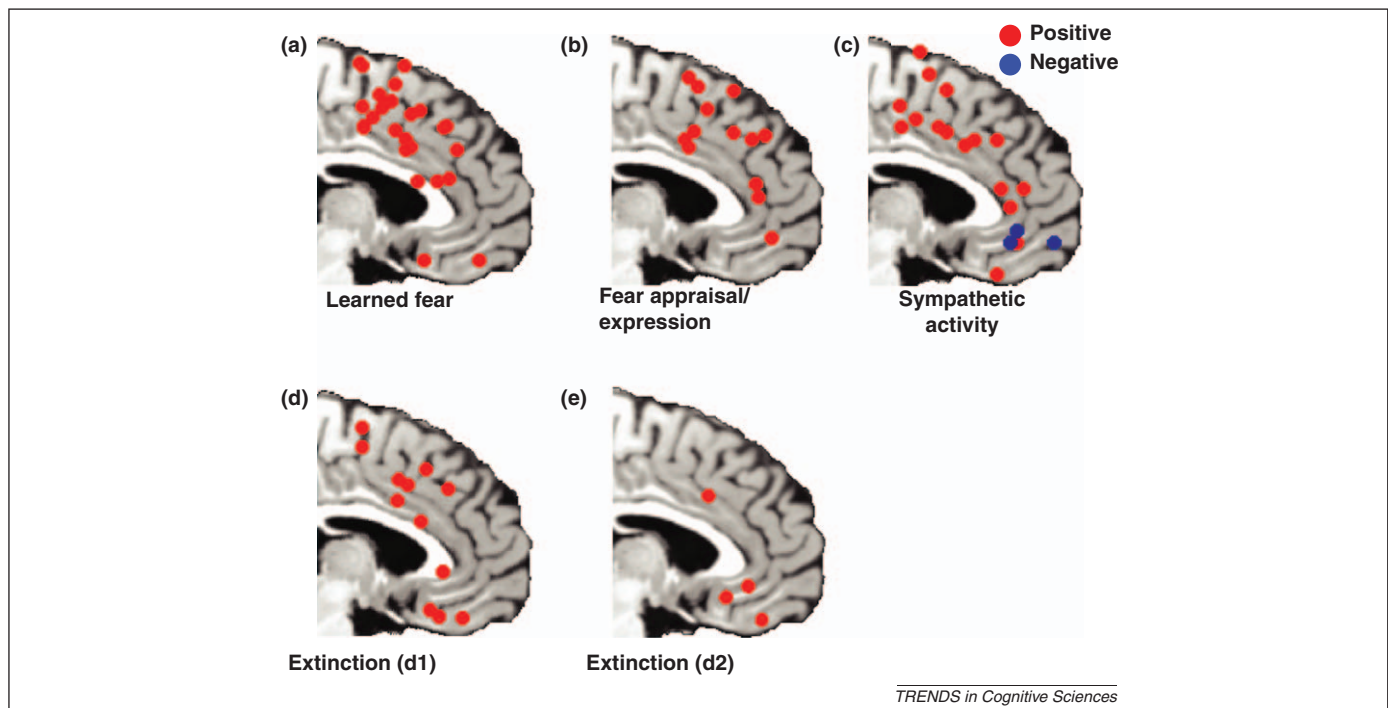 (a)
(b)
(c)
Positive
Negative
Learned fear
Fear appraisal/
expression
Sympathetic
activity
(d)
(e)
Extinction (d1)
Extinction (d2)
TRENDS in Cognitive Sciences